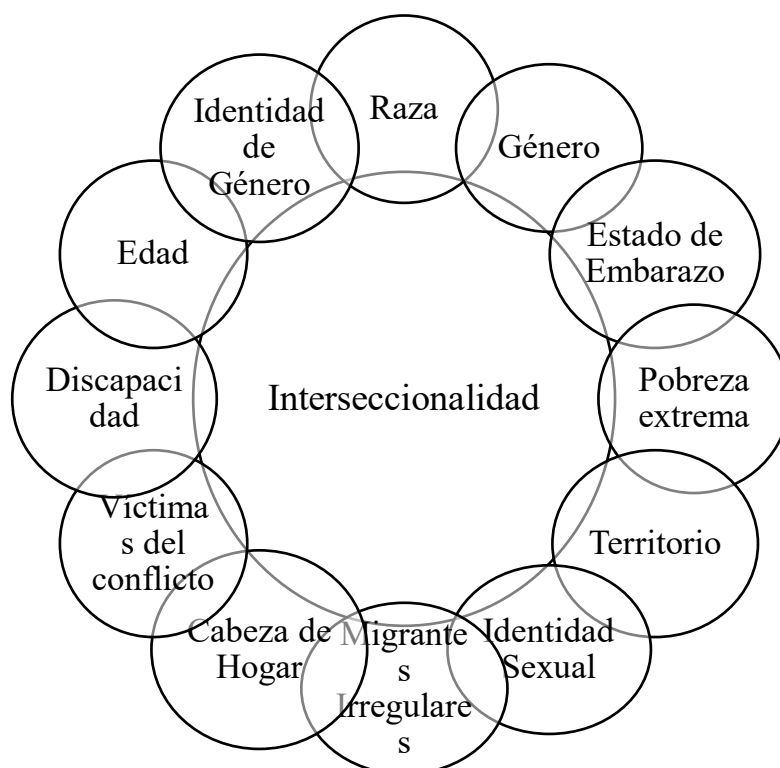 Raza
Género
Estado de
Embarazo
Pobreza
extrema
Territorio
Identidad
Sexual
Migrante
s
Irregulare
s
Cabeza de
Hogar
Víctima
s del
conflicto
Discapaci
dad
Edad
Identidad
de
Género
Interseccionalidad